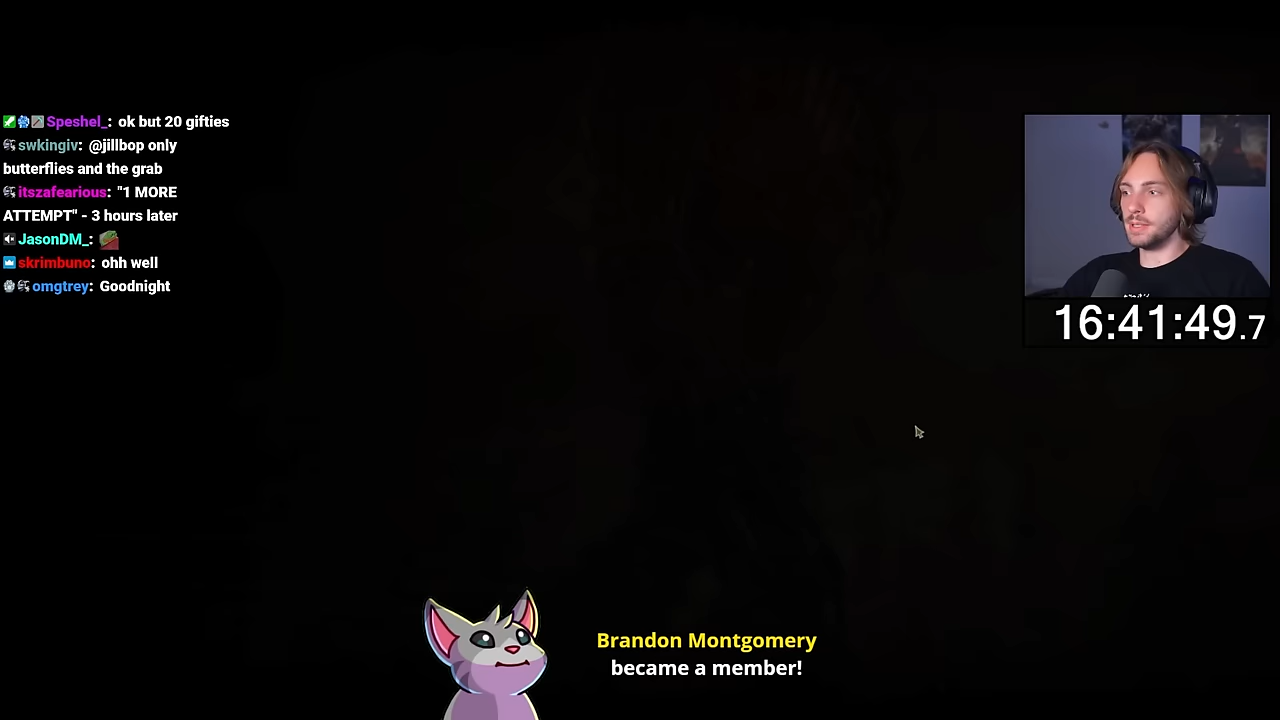 Speshel_: ok but 20 gifties
swkingiv: @jillbop only
butterflies and the grab
itszafearious: "1 MORE
ATTEMPT" - 3 hours later
JasonDM_:
skrimbuno: ohh well
omgtrey: Goodnight
16:41:49.7
Brandon Montgomery
became a member!